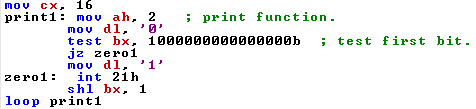 mov cx, 16
print1: mov ah, 2 ; print function.
mov dl, '0'
test bx, 1000000000000000b ; test first bit.
jz zero1
mov dl, '1'
zero1: int 21h
shl bx, 1
loop print1